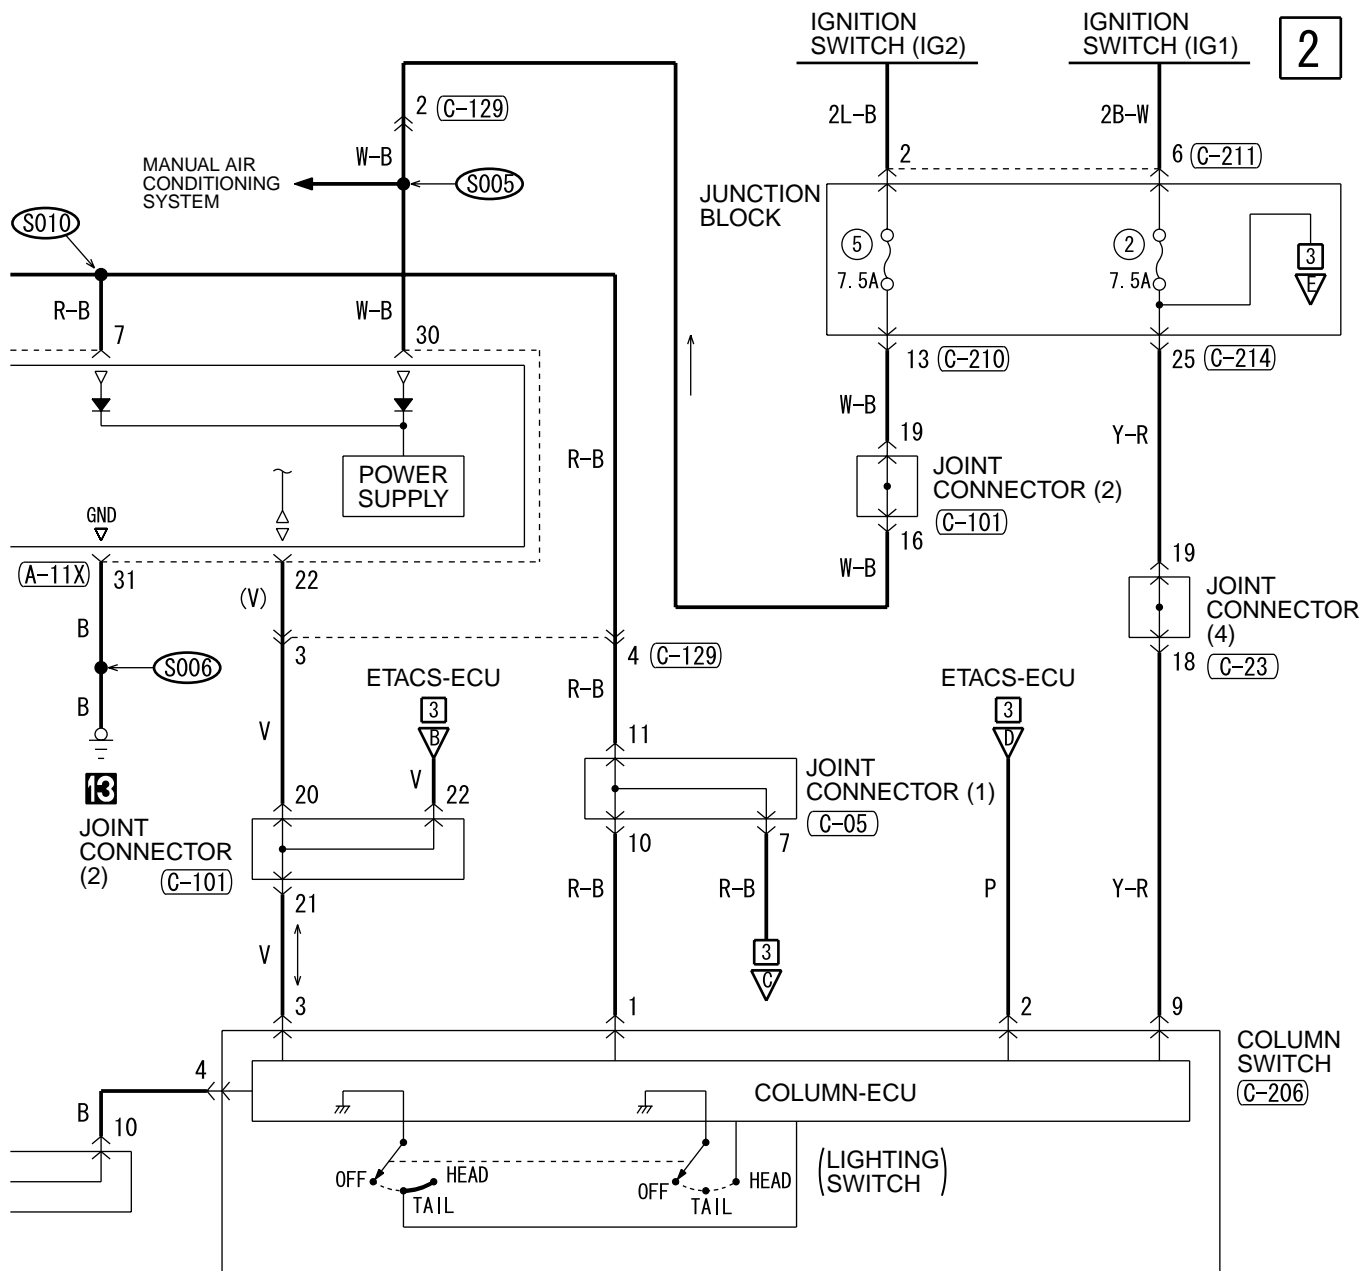 IGNITION
SWITCH (IG2)
IGNITION
SWITCH (IG1)
2
2 (C-129)
2L-B
2B-W
W-B
MANUAL AIR
CONDITIONING
SYSTEM
S005
2
6 (C-211)
JUNCTION
BLOCK
S010
5
7.5A
2
7.5A
3
E
R-B
7
W-B
30
13 (C-210)
25 (C-214)
W-B
19
Y-R
R-B
JOINT
CONNECTOR (2)
(C-101)
POWER
SUPPLY
GND
16
W-B
19
(A-11X)
31
22
(V)
JOINT
CONNECTOR
(4)
B
3
4 (C-129)
18
(C-23)
S006
ETACS-ECU
3
B
R-B
ETACS-ECU
3
D
B
V
11
13
V
20
22
JOINT
CONNECTOR (1)
(C-05)
JOINT
CONNECTOR
(2)
(C-101)
10
7
21
R-B
R-B
P
Y-R
V
3
C
3
1
2
9
COLUMN
SWITCH
(C-206)
4
COLUMN-ECU
B
10
OFF
TAIL
HEAD
OFF
TAIL
HEAD
(LIGHTING
SWITCH)